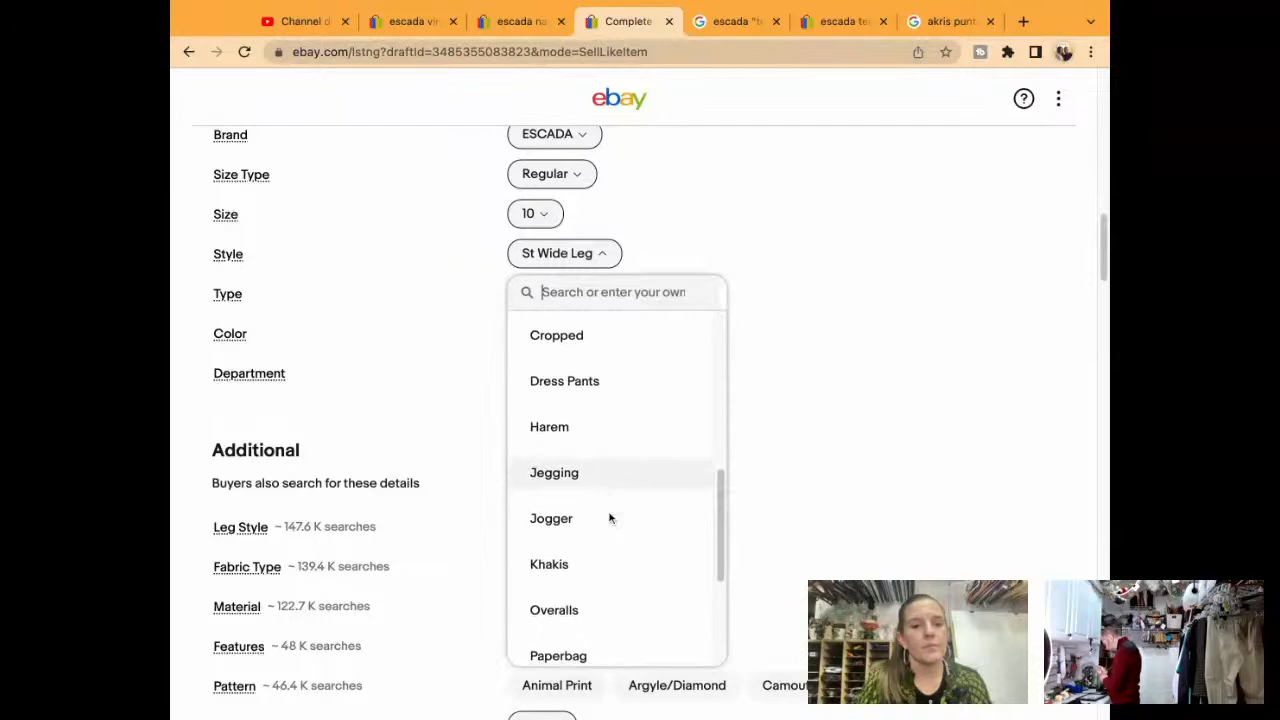 Channel d
escada vir
escada na
Complete
escada "t
escada te
akris punt
ebay.com/lstng?draftId=3485355083823&mode=SellLikeItem
ebay
Brand
ESCADA
Size Type
Regular
Size
10
Style
St Wide Leg
Type
Search or enter your own
Color
Cropped
Department
Dress Pants
Harem
Additional
Jegging
Buyers also search for these details
Leg Style ~ 147.6 K searches
Jogger
Fabric Type ~ 139.4 K searches
Khakis
Material ~ 122.7 K searches
Overalls
Features ~ 48 K searches
Paperbag
Pattern ~ 46.4 K searches
Animal Print
Argyle/Diamond
Camou